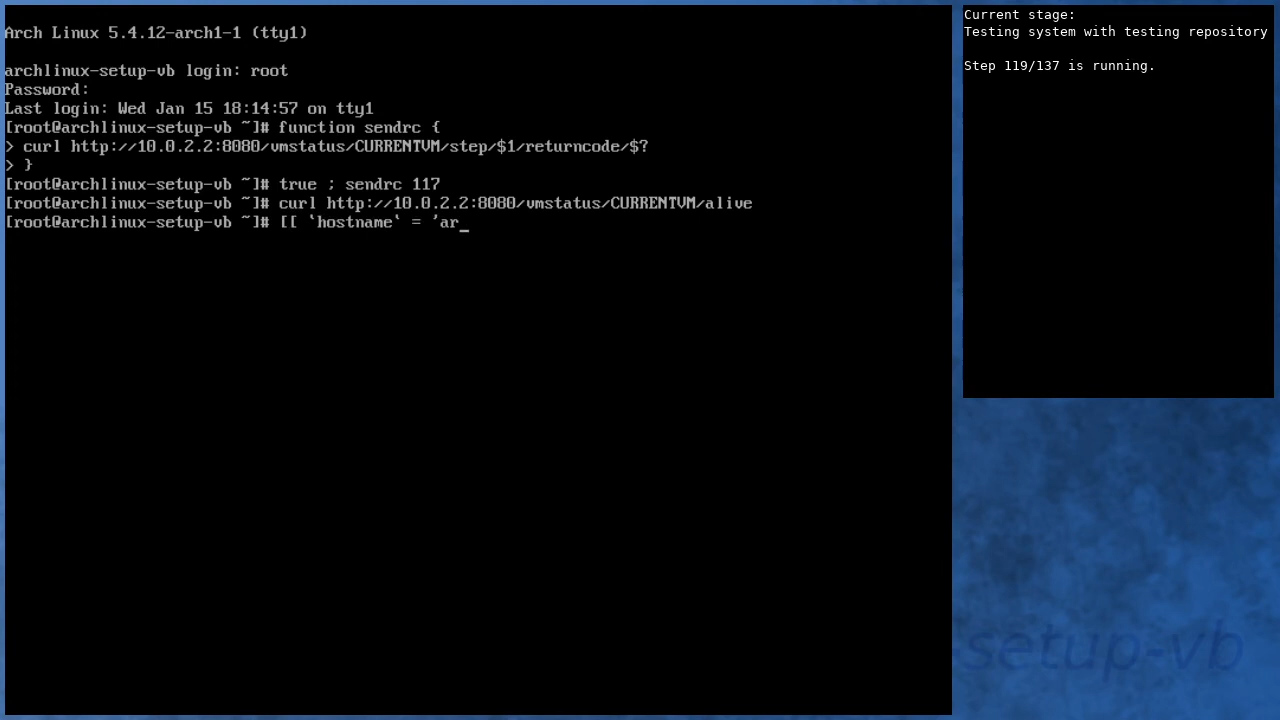 Arch Linux 5.4.12-arch1-1 (tty1)
archlinux-setup-vb login: root
Password:
Last login: Wed Jan 15 18:14:57 on tty1
[root@archlinux-setup-vb ~]# function sendrc {
> curl http://10.0.2.2:8080/vmstatus/CURRENTVM/step/$1/returncode/$?
> }
[root@archlinux-setup-vb ~]# true ; sendrc 117
[root@archlinux-setup-vb ~]# curl http://10.0.2.2:8080/vmstatus/CURRENTVM/alive
[root@archlinux-setup-vb ~]# [[ `hostname` = 'ar_
Current stage:
Testing system with testing repository
Step 119/137 is running.
-setup-vb